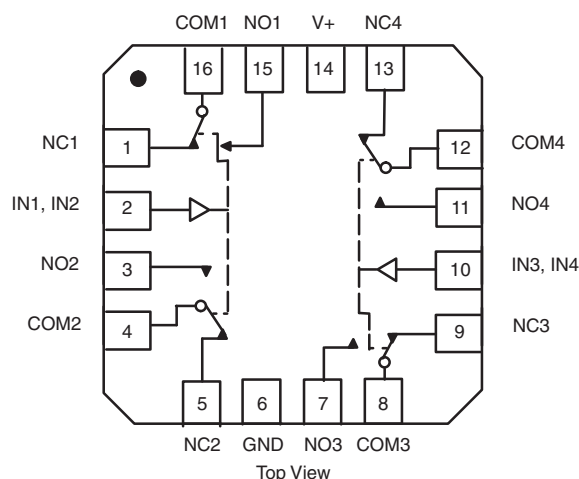 COM1 NO1 V+ NC4
16 15 14 13
NC1 1 12 COM4
IN1, IN2 2 11 NO4
NO2 3 10 IN3, IN4
COM2 4 9 NC3
5 6 7 8
NC2 GND NO3 COM3
Top View